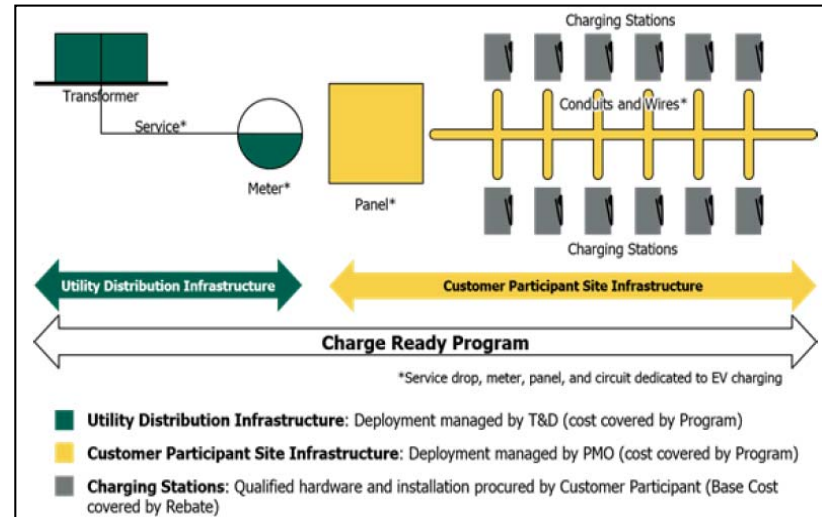 Charging Stations
Transformer
Conduits and Wires*
Service*
Meter*
Panel*
Charging Stations
Utility Distribution Infrastructure
Customer Participant Site Infrastructure
Charge Ready Program
*Service drop, meter, panel, and circuit dedicated to EV charging
Utility Distribution Infrastructure: Deployment managed by T&D (cost covered by Program)
Customer Participant Site Infrastructure: Deployment managed by PMO (cost covered by Program)
Charging Stations: Qualified hardware and installation procured by Customer Participant (Base Cost
covered by Rebate)